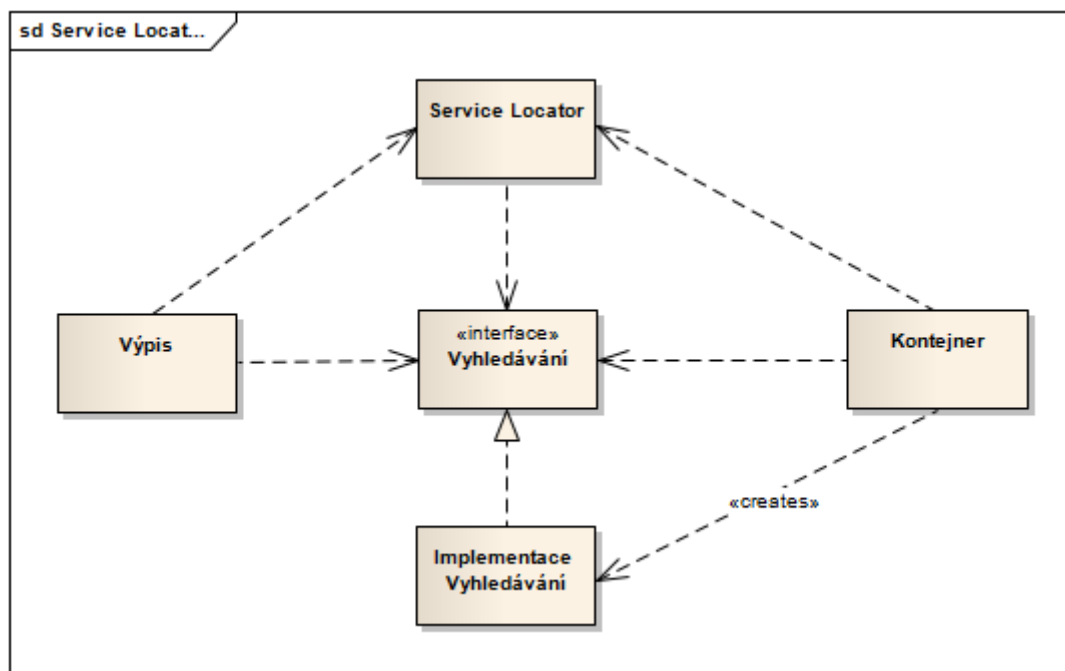 sd Service Locat...
Service Locator
Výpis
«interface»
Vyhledávání
Kontejner
«creates»
Implementace
Vyhledávání